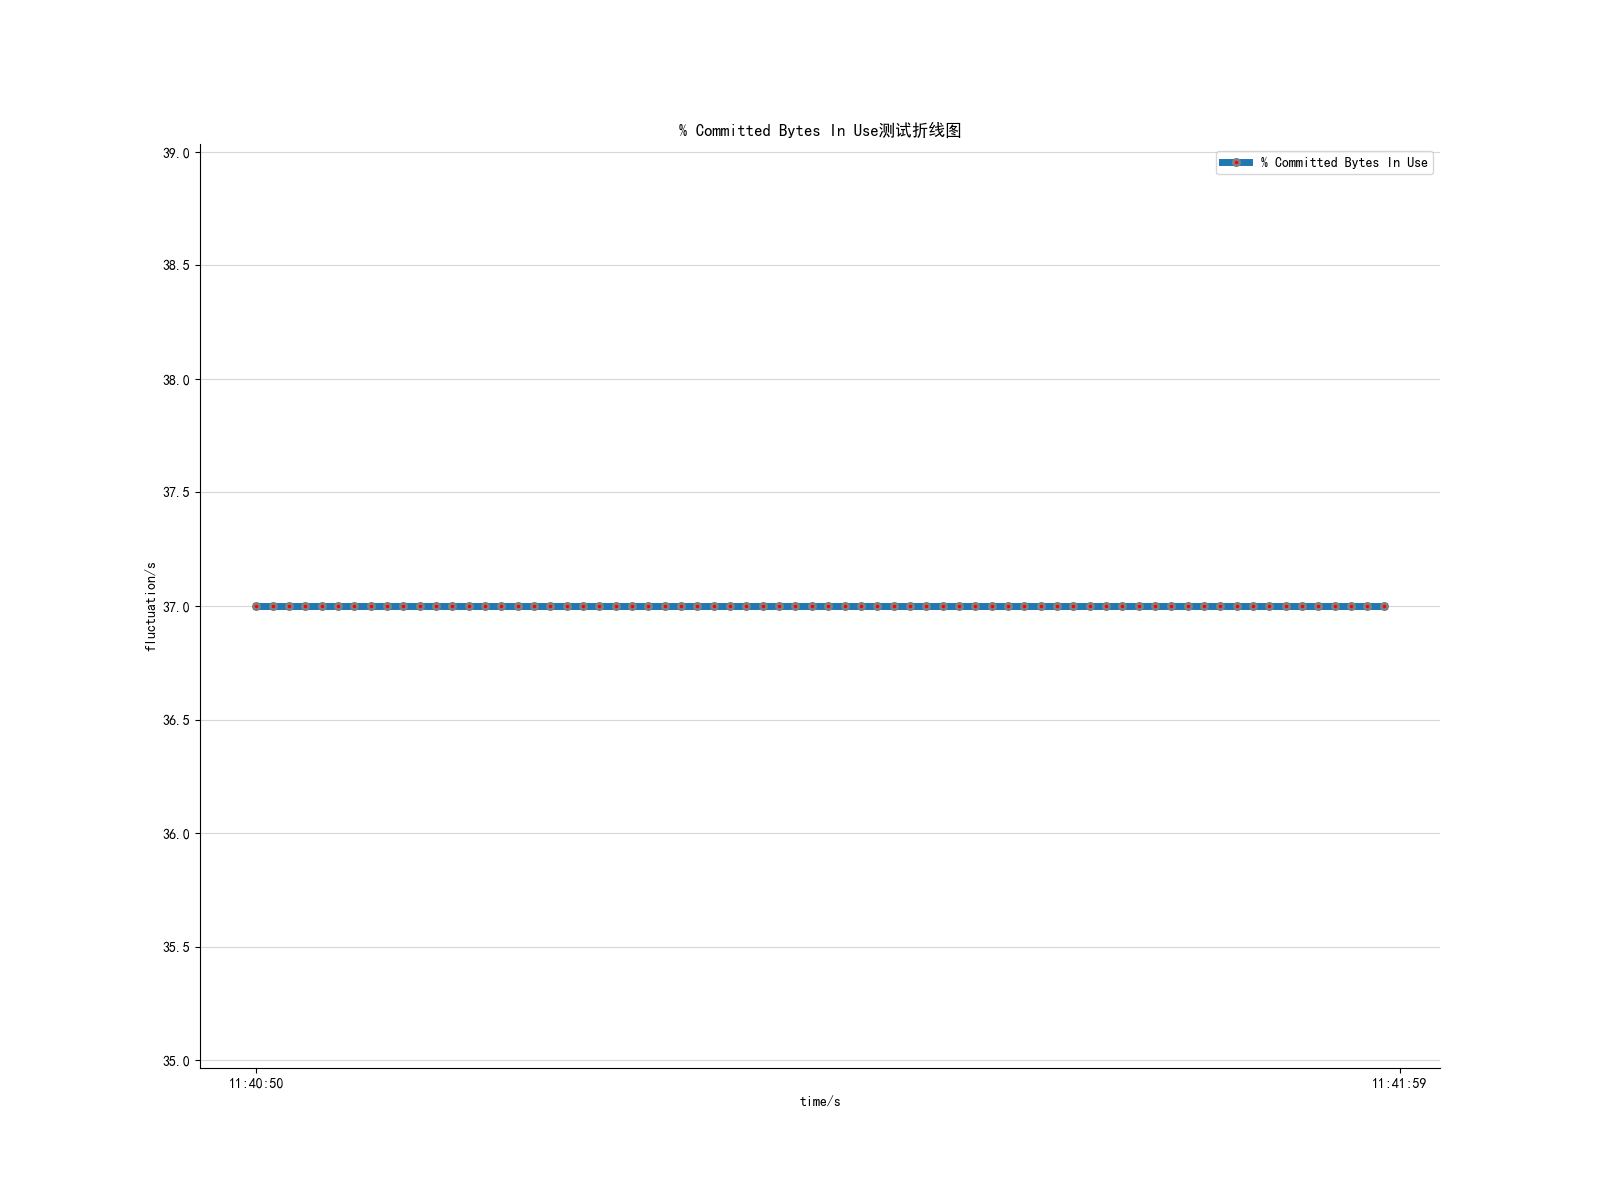 % Committed Bytes In Use测试折线图
% Committed Bytes In Use
39.0
38.5
38.0
37.5
37.0
36.5
36.0
35.5
35.0
fluctuation/s
11:40:50
11:41:59
time/s